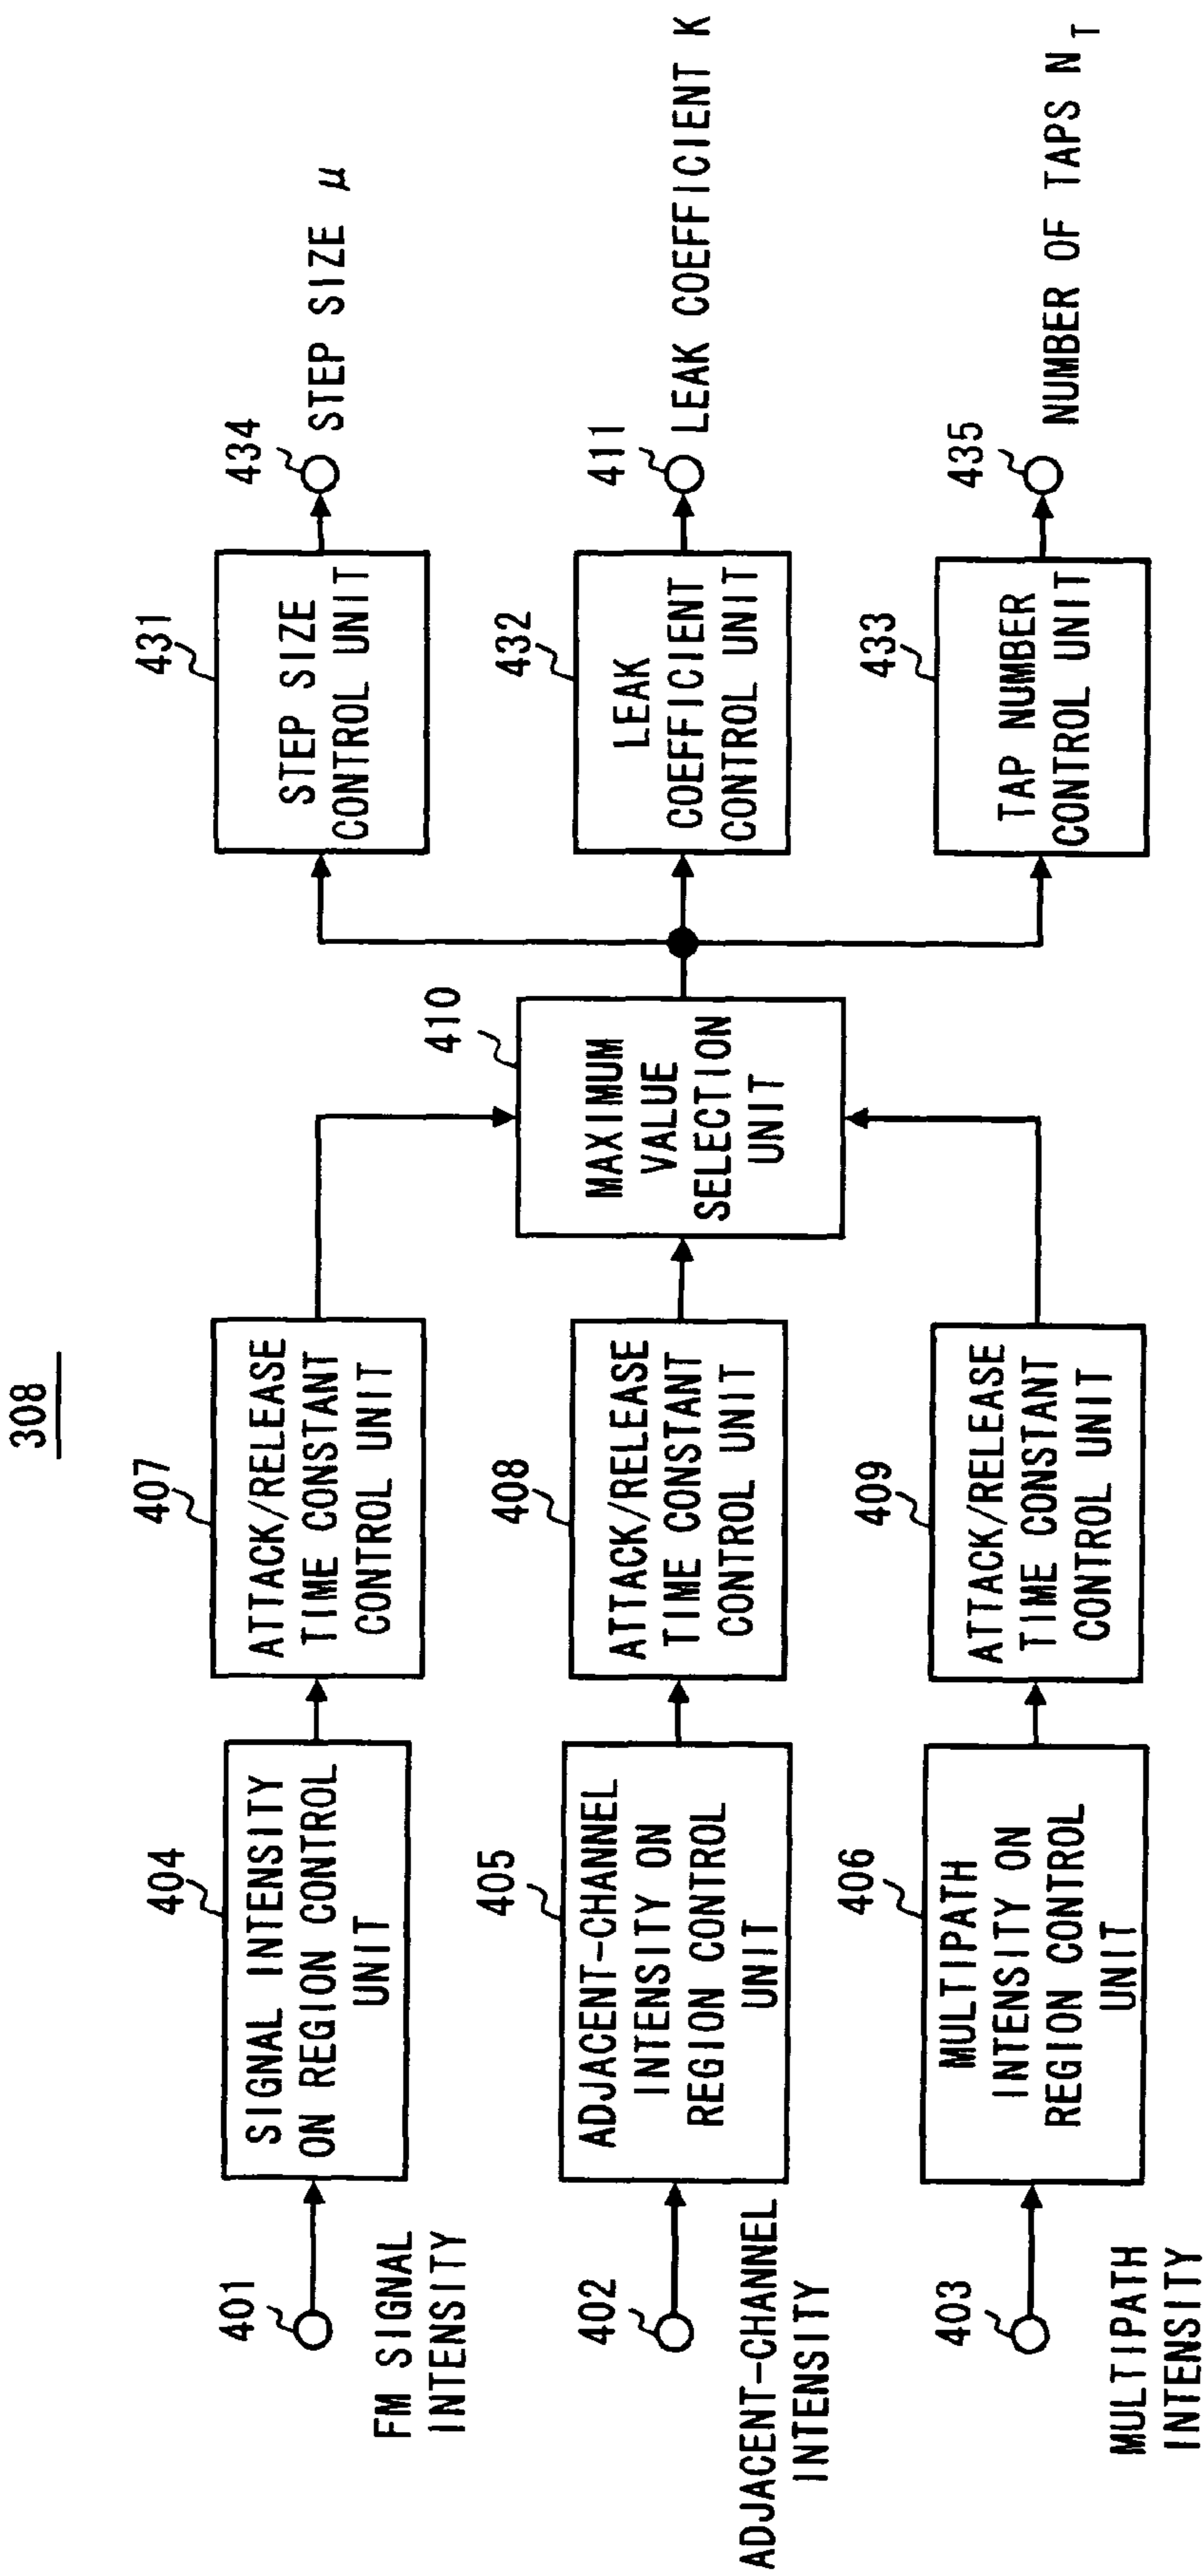 308
401
FM SIGNAL
INTENSITY
404
SIGNAL INTENSITY
ON REGION CONTROL
UNIT
407
ATTACK/RELEASE
TIME CONSTANT
CONTROL UNIT
402
ADJACENT-CHANNEL
INTENSITY
405
ADJACENT-CHANNEL
INTENSITY ON
REGION CONTROL
UNIT
408
ATTACK/RELEASE
TIME CONSTANT
CONTROL UNIT
403
MULTIPATH
INTENSITY
406
MULTIPATH
INTENSITY ON
REGION CONTROL
UNIT
409
ATTACK/RELEASE
TIME CONSTANT
CONTROL UNIT
410
MAXIMUM
VALUE
SELECTION
UNIT
431
STEP SIZE
CONTROL UNIT
434
STEP SIZE μ
432
LEAK
COEFFICIENT
CONTROL UNIT
411
LEAK COEFFICIENT K
433
TAP NUMBER
CONTROL UNIT
435
NUMBER OF TAPS N T